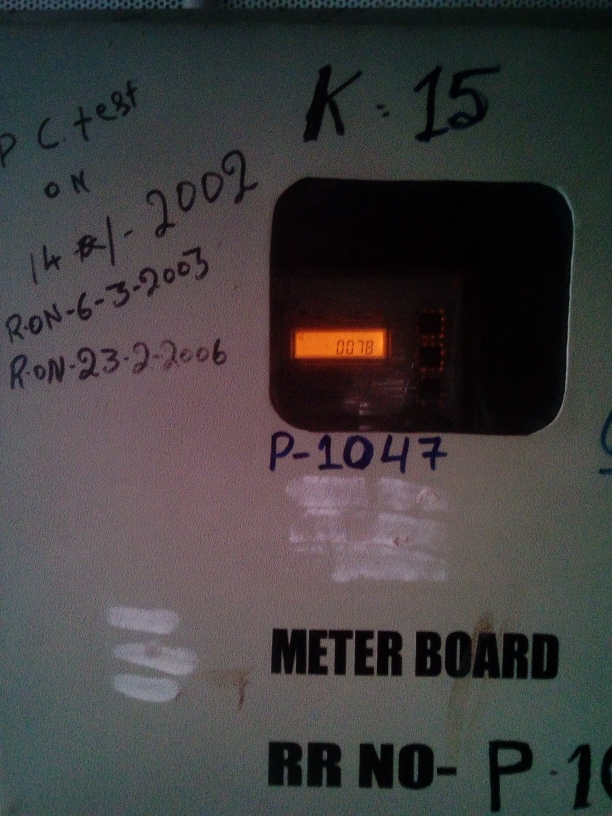 P C. test
ON
14 -1- 2002
R.ON-6-3-2003
R.ON-23-2-2006
K : 15
0078
P-1047
METER BOARD
RR NO- P.10